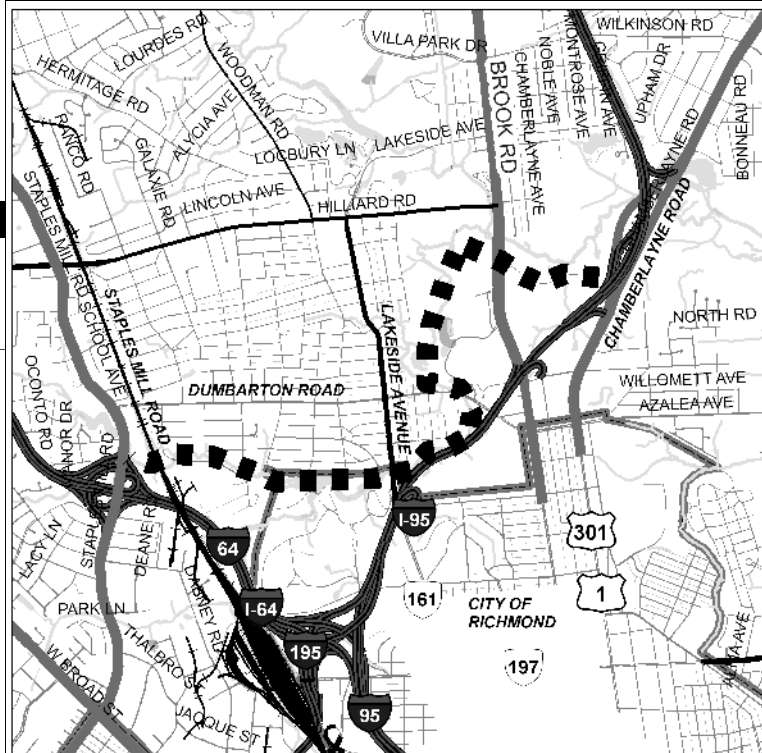 LOURDES RD
HERMITAGE RD
WOODMAN RD
VILLA PARK DR
WILKINSON RD
NOBLE AVE
MONTROSE AVE
CHAMBERLAYNE AVE
UPHAM DR
BONNEAU RD
BROOK RD
RANCO RD
ALYCIA AVE
GALAXIE RD
LOCBURY LN
LAKESIDE AVE
LINCOLN AVE
HILLIARD RD
CHAMBERLAYNE AVE
CHAMBERLAYNE ROAD
STAPLES MILL RD
SCHOOL AVE
STAPLES MILL ROAD
LAKESIDE AVENUE
NORTH RD
DUMBARTON ROAD
WILLOMETT AVE
AZALEA AVE
OCONTO RD
LACY LN
DEANE R
DABNEY RD
64
I-95
301
I-64
161
1
CITY OF
RICHMOND
PARK LN
195
197
THALBRO ST
W BROAD ST
JACQUE ST
95